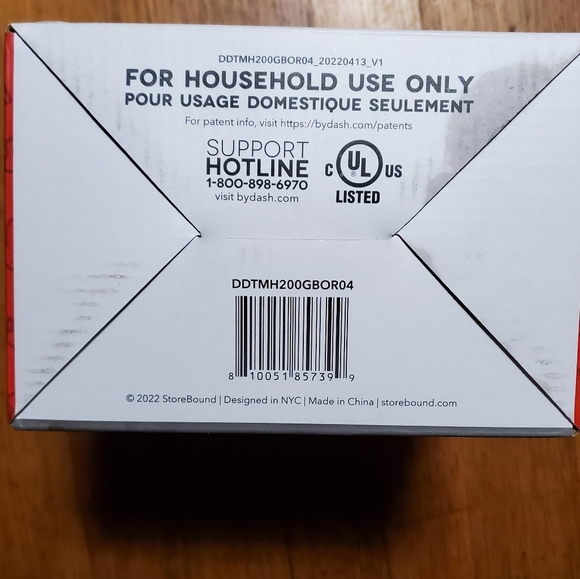 DDTMH200GBOR04_20220413_V1
FOR HOUSEHOLD USE ONLY
POUR USAGE DOMESTIQUE SEULEMENT
For patent info, visit https://bydash.com/patents
SUPPORT
HOTLINE
1-800-898-6970
visit bydash.com
C UL ® US
LISTED
DDTMH200GBOR04
8 10051 85739 9
© 2022 StoreBound | Designed in NYC | Made in China | storebound.com